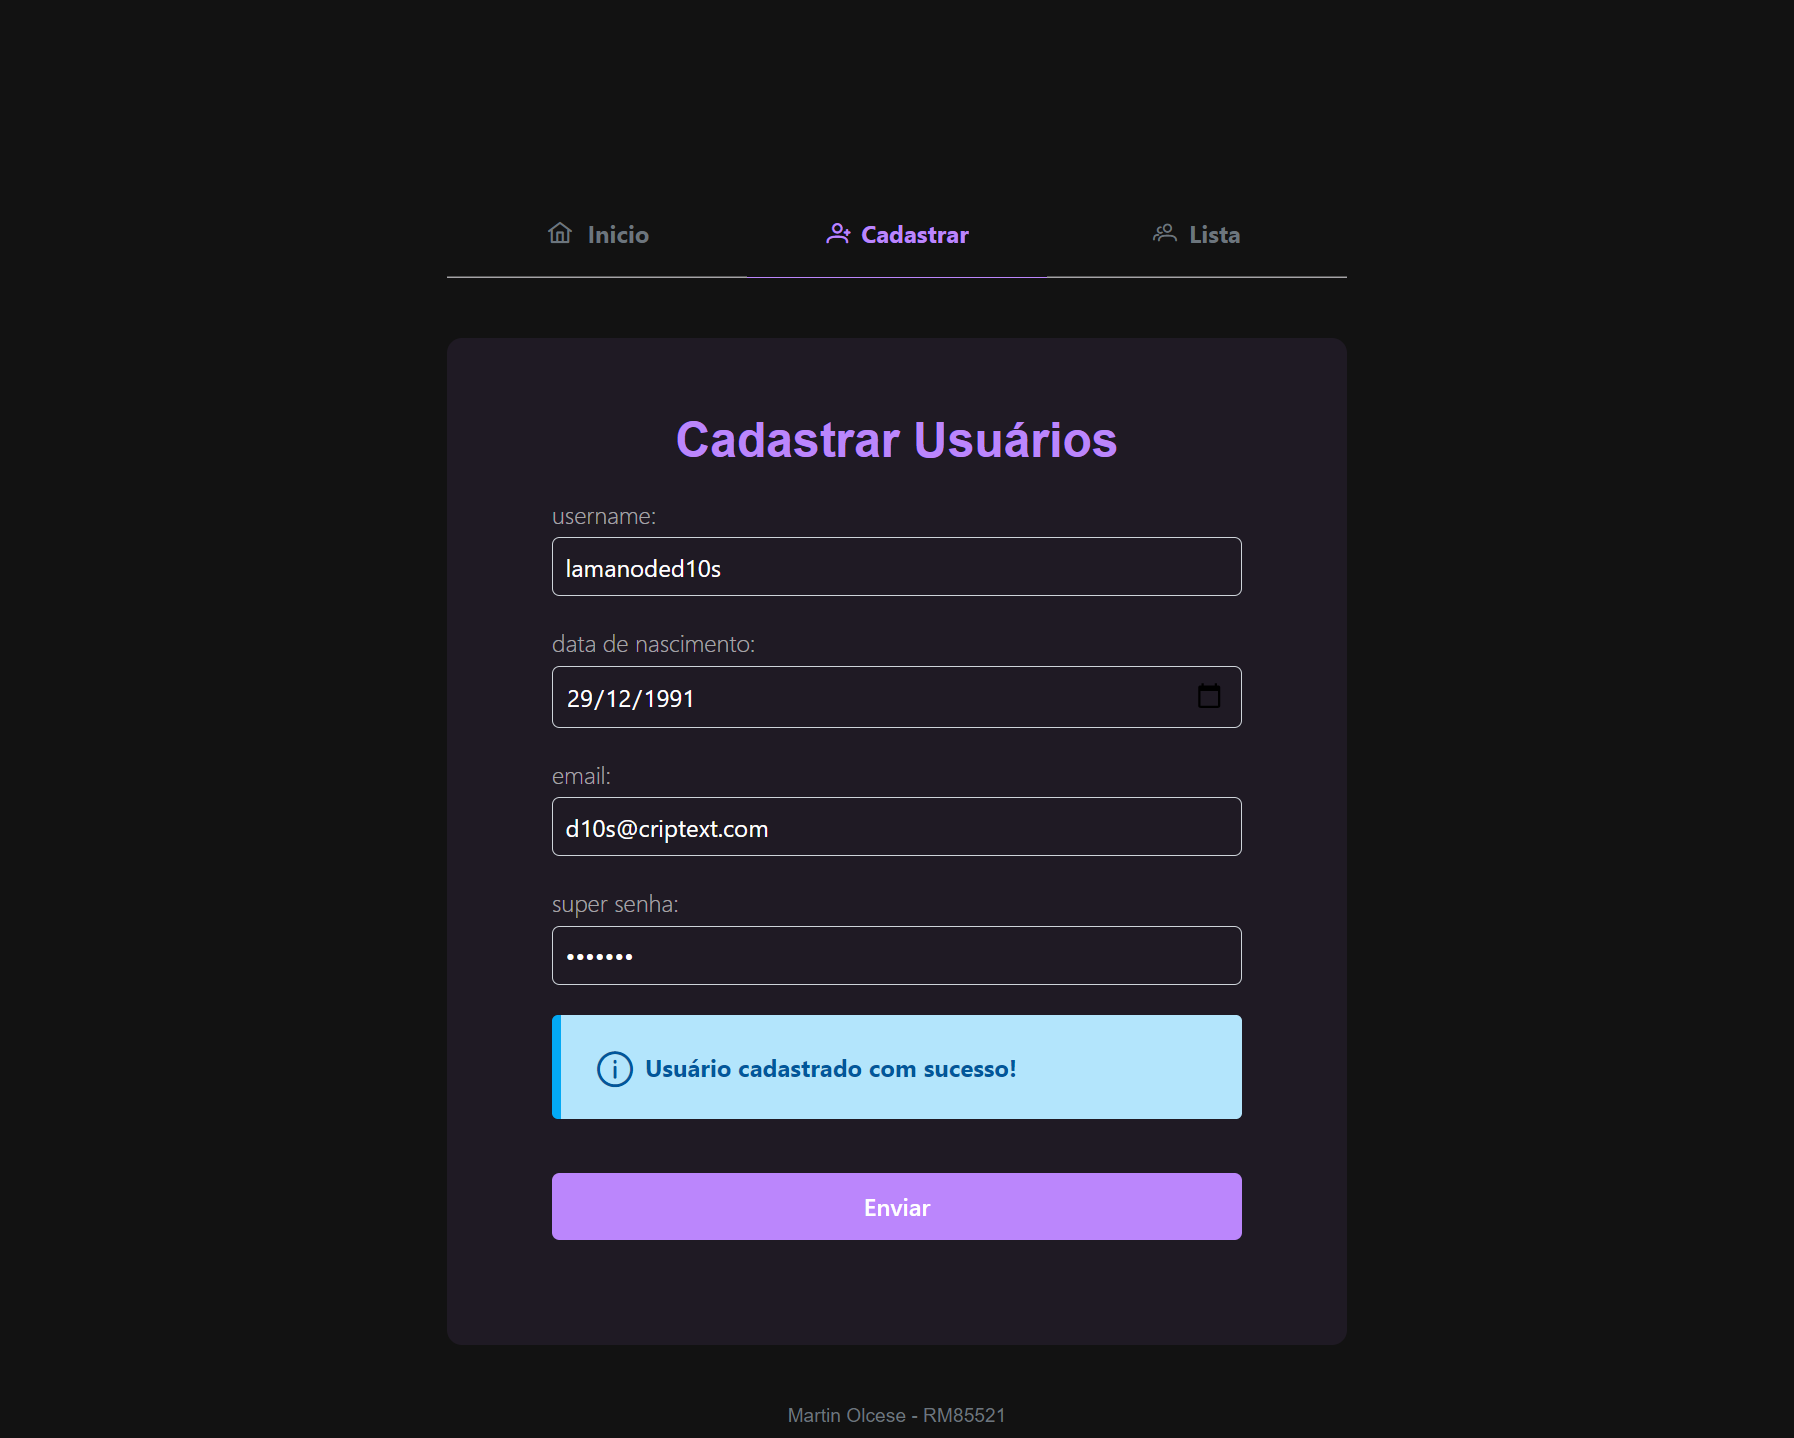 Inicio Cadastrar Lista
Cadastrar Usuários
username:
lamanoded10s
data de nascimento:
29/12/1991
email:
d10s@criptext.com
super senha:
•••••••
Usuário cadastrado com sucesso!
Enviar
Martin Olcese - RM85521